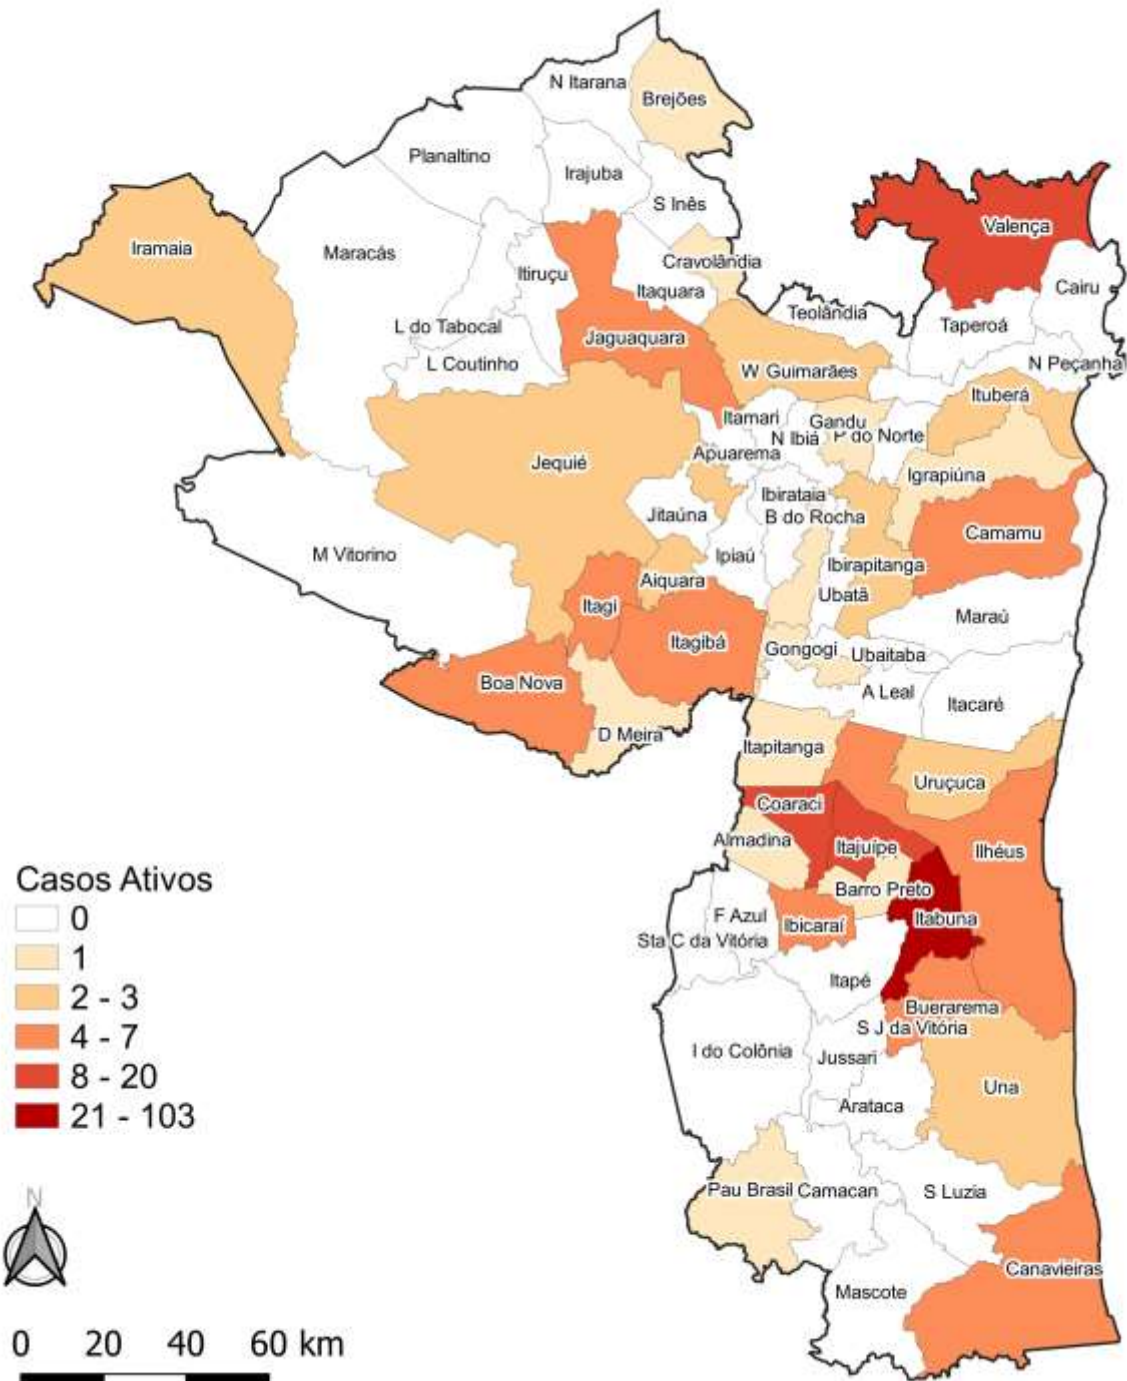 N Itarana
Brejões
Planaltino
Irajuba
S Inês
Valença
Iramaia
Maracás
Cravolândia
Itiruçu
Itaquara
Cairu
Teolândia
Taperoá
L do Tabocal
Jaguaquara
L Coutinho
N Peçanha
W Guimarães
Ituberá
Itamari
Gandu
N Ibiá
P do Norte
Apuarema
Jequié
Igrapiúna
Ibirataia
Jitaúna
B do Rocha
Camamu
M Vitorino
Ipiaú
Ibirapitanga
Aiquara
Ubatã
Itagi
Maraú
Itagibá
Gongogi
Ubaitaba
Boa Nova
A Leal
Itacaré
D Meira
Itapitanga
Uruçuca
Coaraci
Almadina
Itajuípe
Ilhéus
Barro Preto
F Azul
Ibicaraí
Itabuna
Sta C da Vitória
Itapé
Buerarema
S J da Vitória
I do Colônia
Jussari
Una
Arataca
Pau Brasil
Camacan
S Luzia
Canavieiras
Mascote
Casos Ativos
0
1
2 - 3
4 - 7
8 - 20
21 - 103
N
0 20 40 60 km